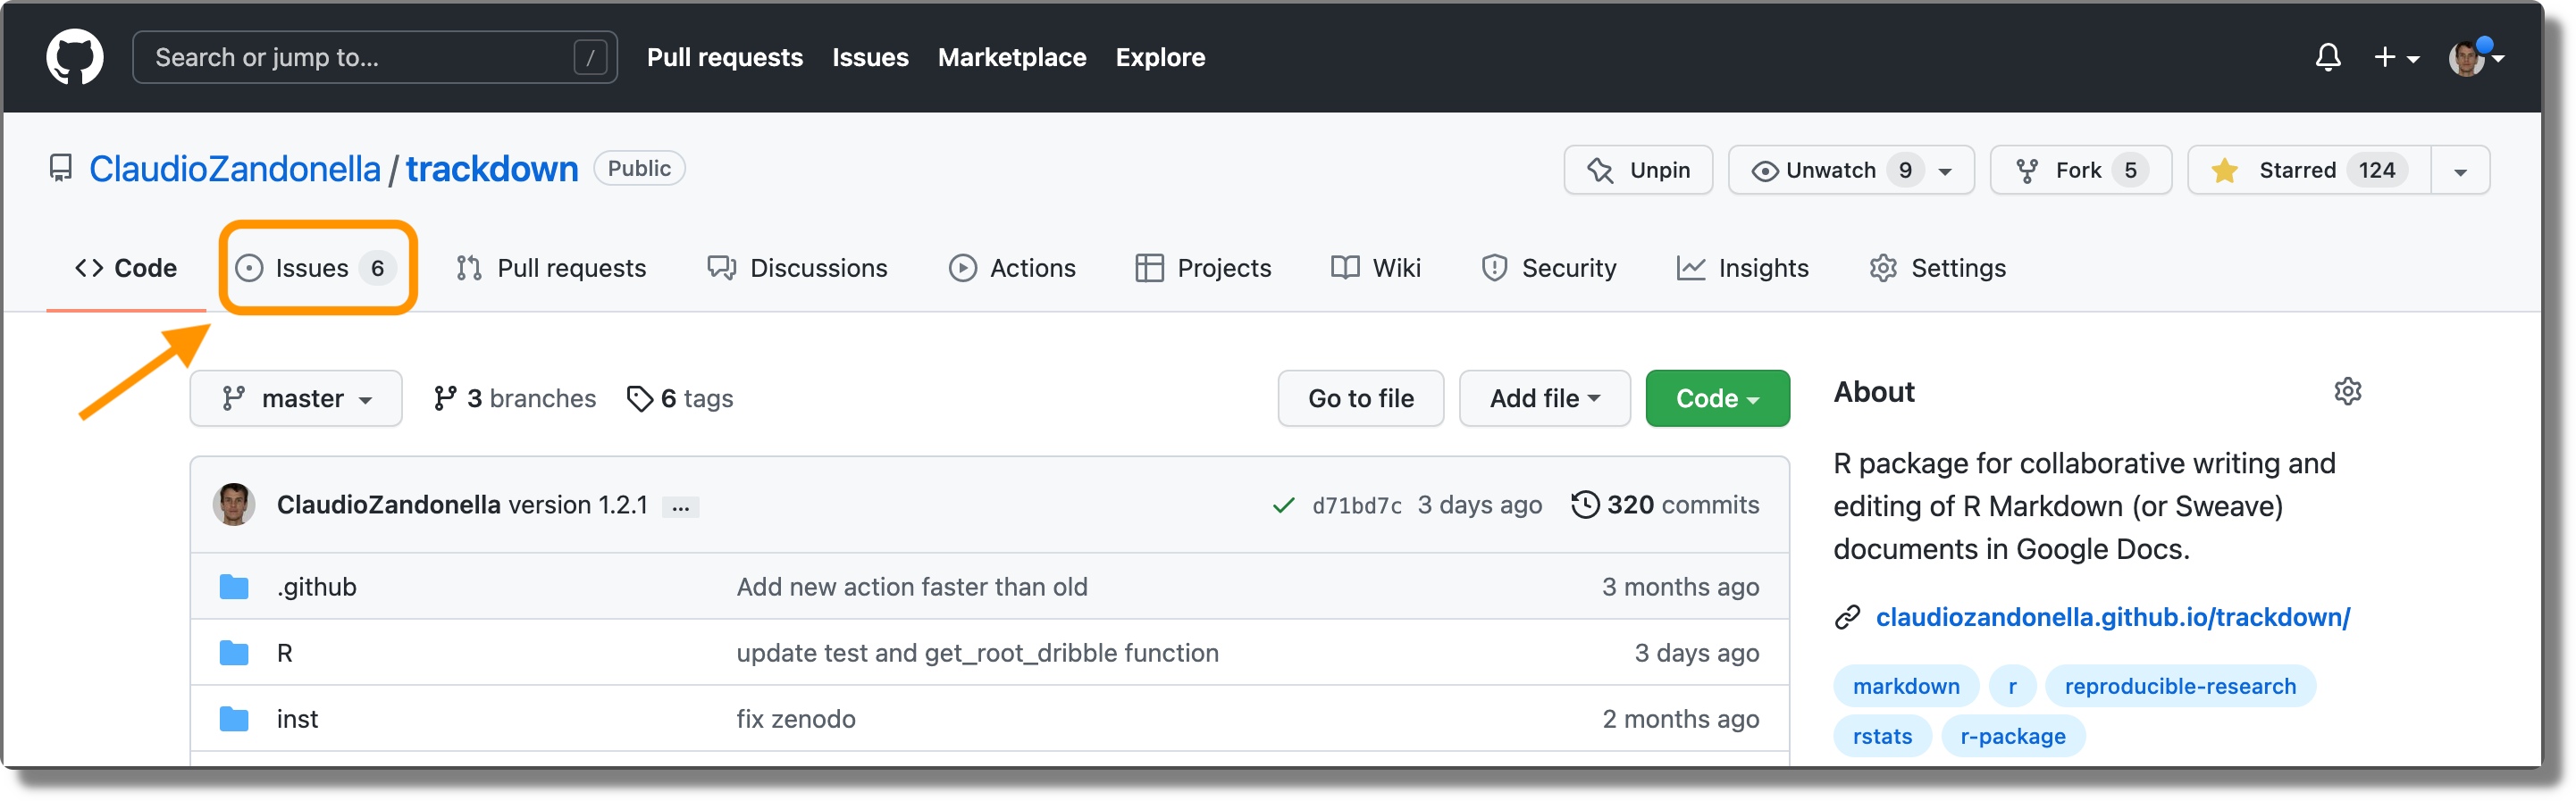 Search or jump to... / Pull requests Issues Marketplace Explore
ClaudioZandonella / trackdown Public Unpin Unwatch 9 Fork 5 Starred 124
Code Issues 6 Pull requests Discussions Actions Projects Wiki Security Insights Settings
master 3 branches 6 tags Go to file Add file Code About
R package for collaborative writing and
editing of R Markdown (or Sweave)
documents in Google Docs.
ClaudioZandonella version 1.2.1 ... d71bd7c 3 days ago 320 commits
.github Add new action faster than old 3 months ago
R update test and get_root_dribble function 3 days ago
inst fix zenodo 2 months ago
claudiozandonella.github.io/trackdown/
markdown r reproducible-research
rstats r-package